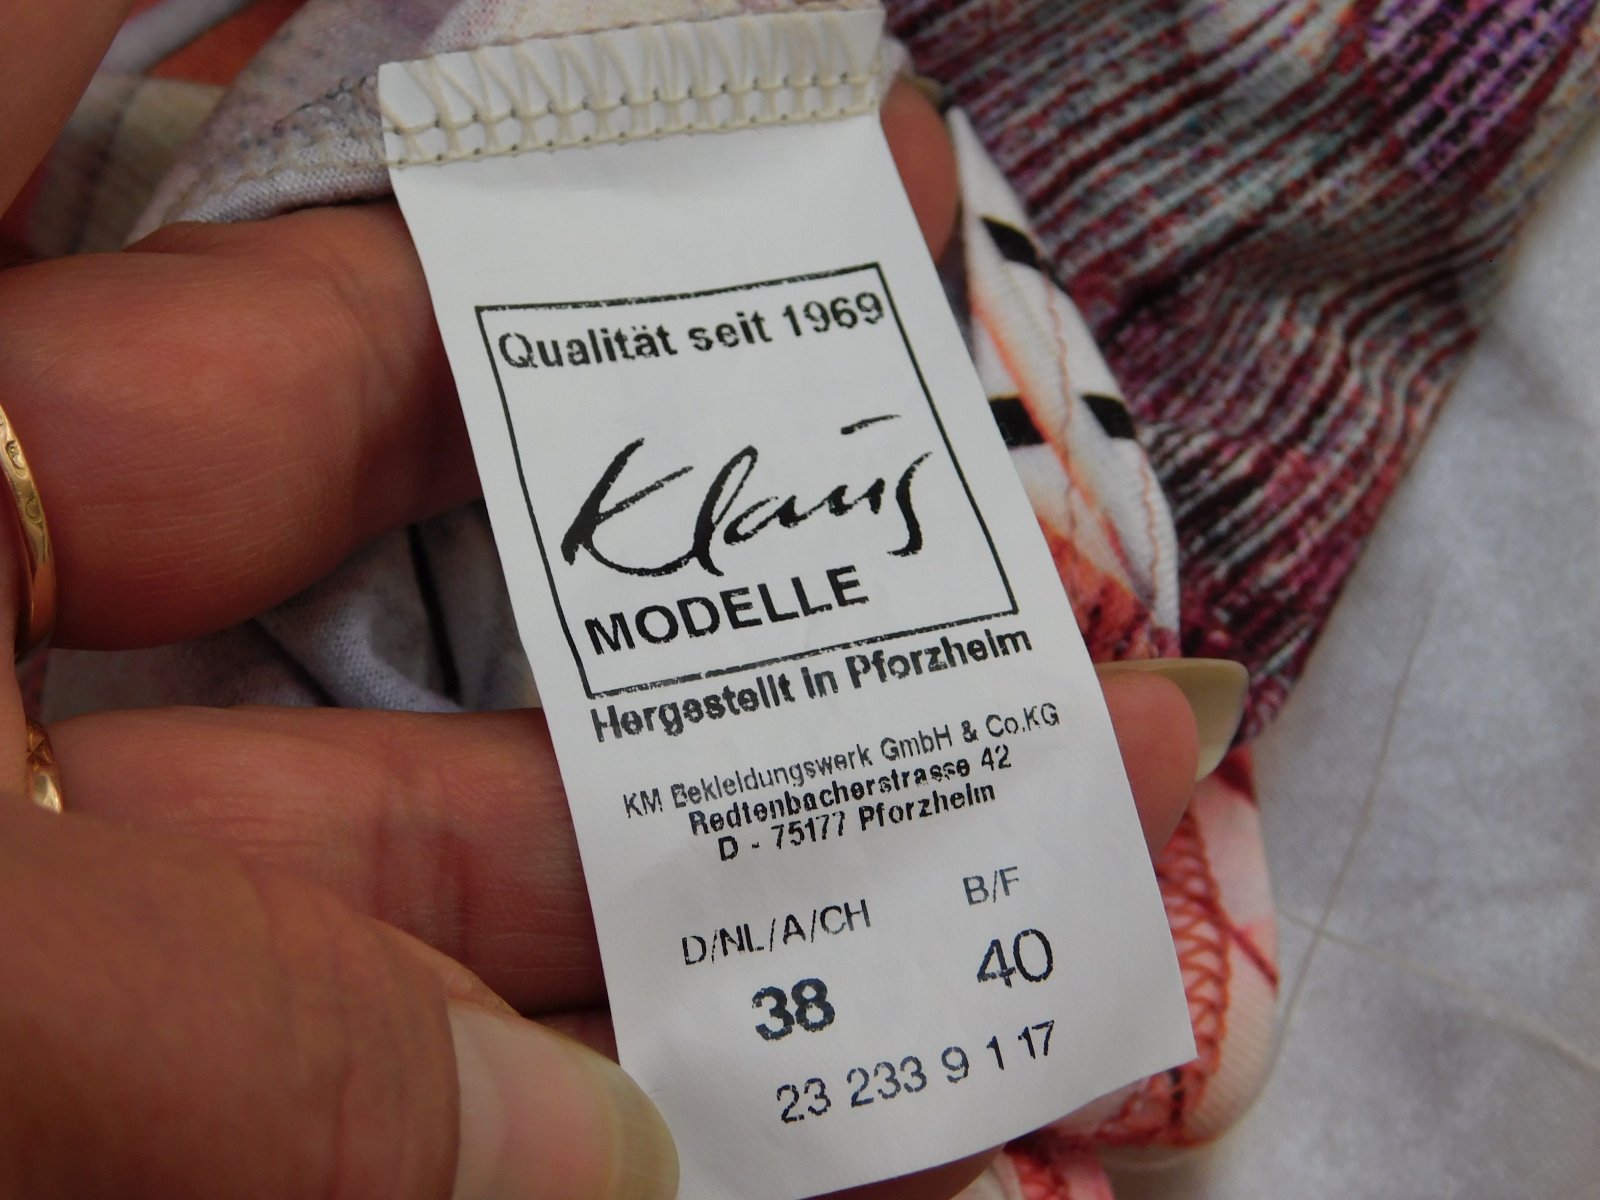 Qualität seit 1969
Klaus
MODELLE
Hergestellt in Pforzheim
KM Bekleidungswerk GmbH & Co.KG
Redtenbacherstrasse 42
D - 75177 Pforzheim
D/NL/A/CH B/F
38 40
23 233 9 1 17